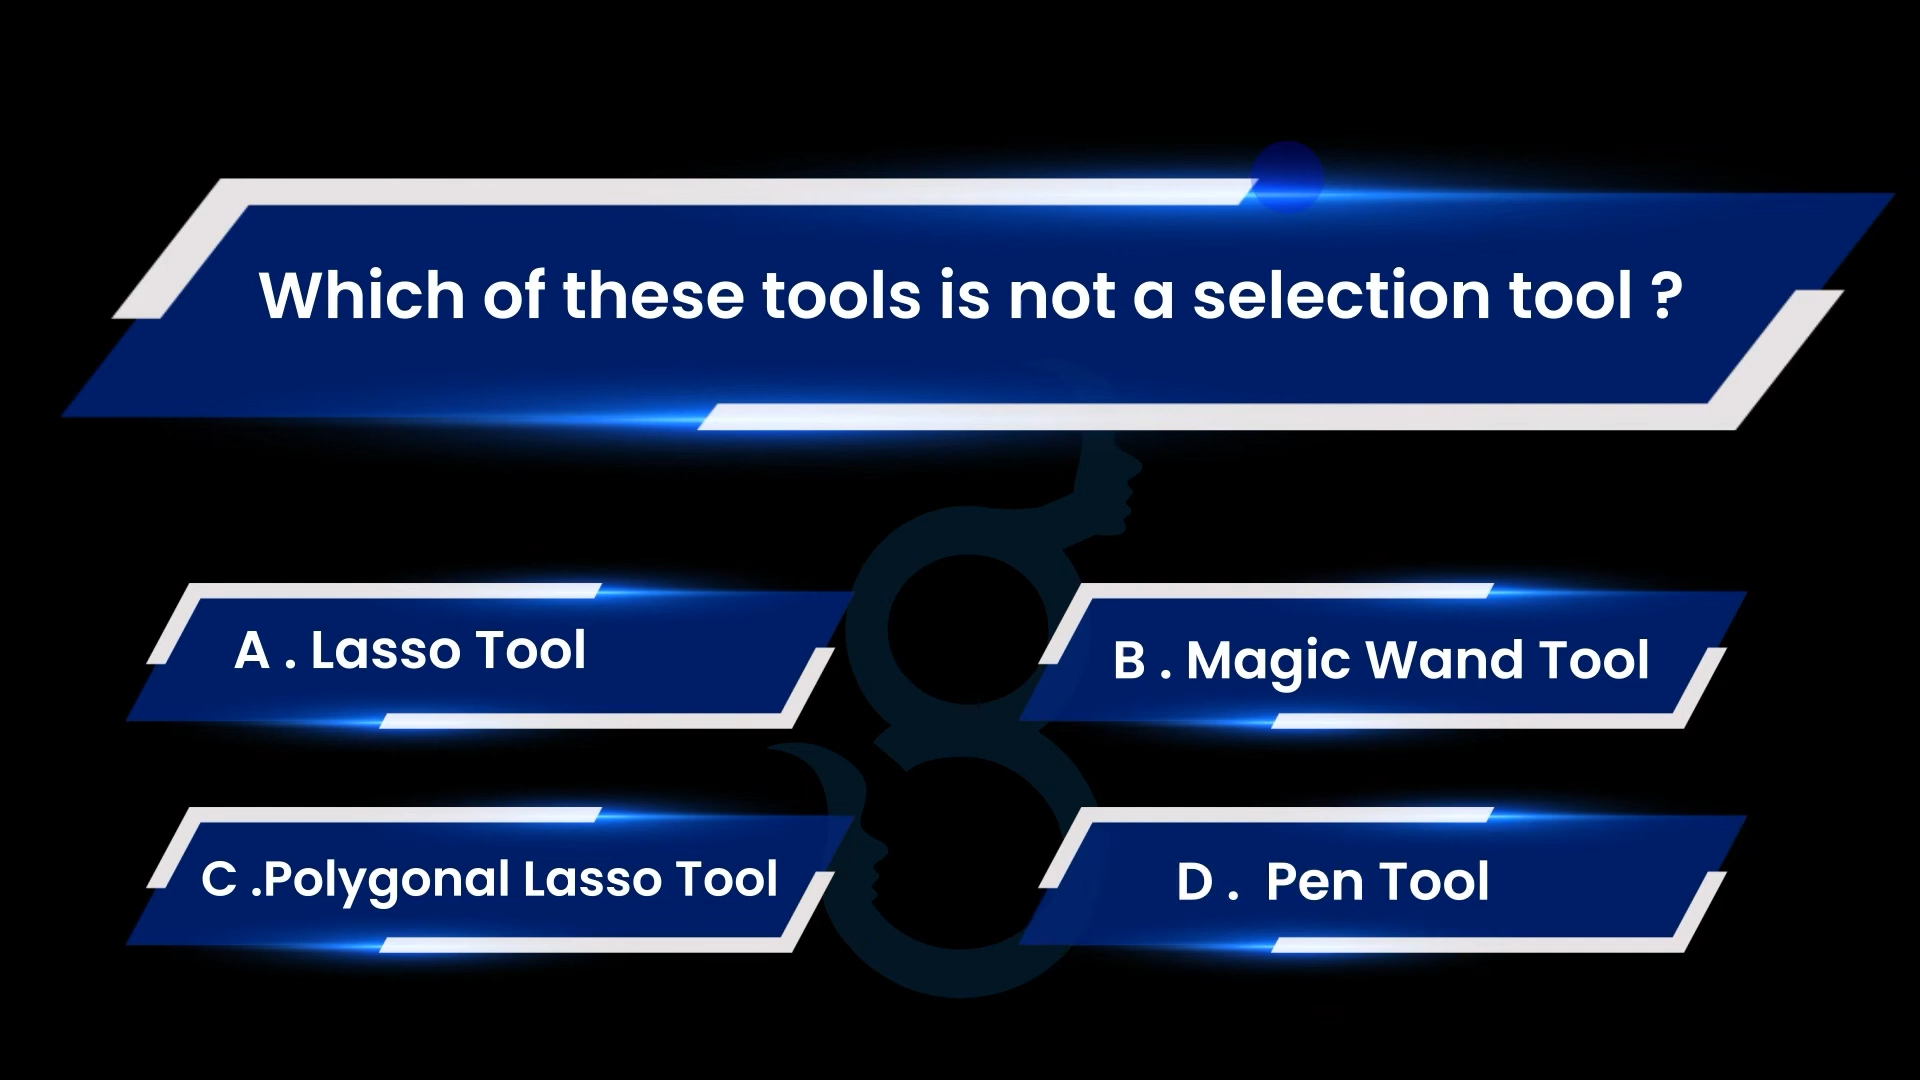 Which of these tools is not a selection tool ?
A . Lasso Tool
B . Magic Wand Tool
C .Polygonal Lasso Tool
D .  Pen Tool